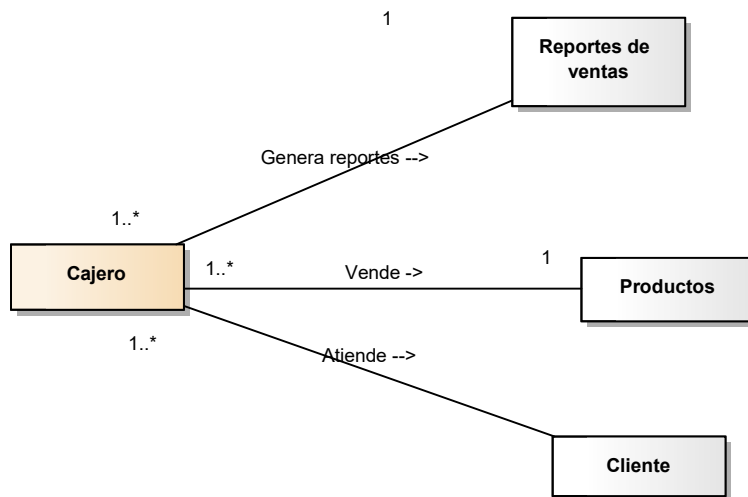 1
Reportes de
ventas
Genera reportes -->
1..*
Cajero
1..*
Vende ->
1
Productos
1..*
Atiende -->
Cliente